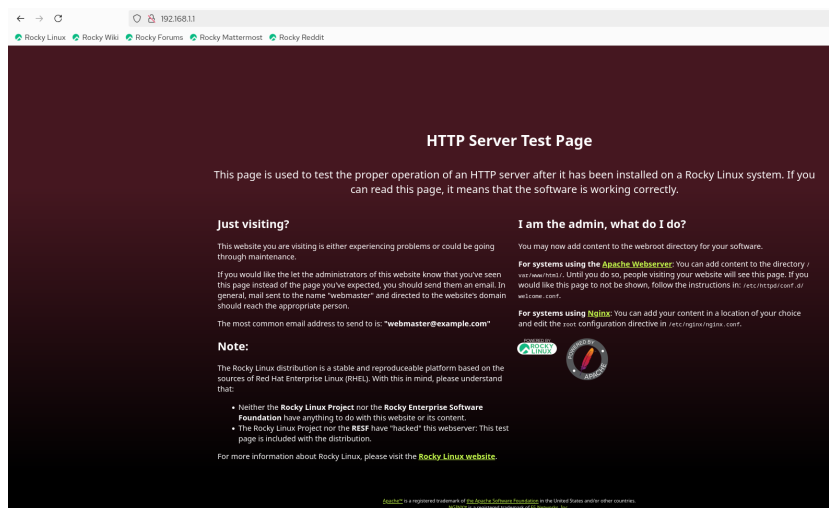 192.168.1.1
Rocky Linux Rocky Wiki Rocky Forums Rocky Mattermost Rocky Reddit
HTTP Server Test Page
This page is used to test the proper operation of an HTTP server after it has been installed on a Rocky Linux system. If you
can read this page, it means that the software is working correctly.
Just visiting?
This website you are visiting is either experiencing problems or could be going
through maintenance.
If you would like the let the administrators of this website know that you've seen
this page instead of the page you've expected, you should send them an email. In
general, mail sent to the name "webmaster" and directed to the website's domain
should reach the appropriate person.
The most common email address to send to is: "webmaster@example.com"
Note:
The Rocky Linux distribution is a stable and reproduceable platform based on the
sources of Red Hat Enterprise Linux (RHEL). With this in mind, please understand
that:
• Neither the Rocky Linux Project nor the Rocky Enterprise Software
Foundation have anything to do with this website or its content.
• The Rocky Linux Project nor the RESF have "hacked" this webserver: This test
page is included with the distribution.
For more information about Rocky Linux, please visit the Rocky Linux website.
I am the admin, what do I do?
You may now add content to the webroot directory for your software.
For systems using the Apache Webserver: You can add content to the directory /
var/www/html/. Until you do so, people visiting your website will see this page. If you
would like this page to not be shown, follow the instructions in: /etc/httpd/conf.d/
welcome.conf.
For systems using Nginx: You can add your content in a location of your choice
and edit the root configuration directive in /etc/nginx/nginx.conf.
POWERED BY
ROCKY
LINUX
POWERED BY
APACHE
Apache™ is a registered trademark of the Apache Software Foundation in the United States and/or other countries.
NGINX™ is a registered trademark of F5 Networks, Inc.